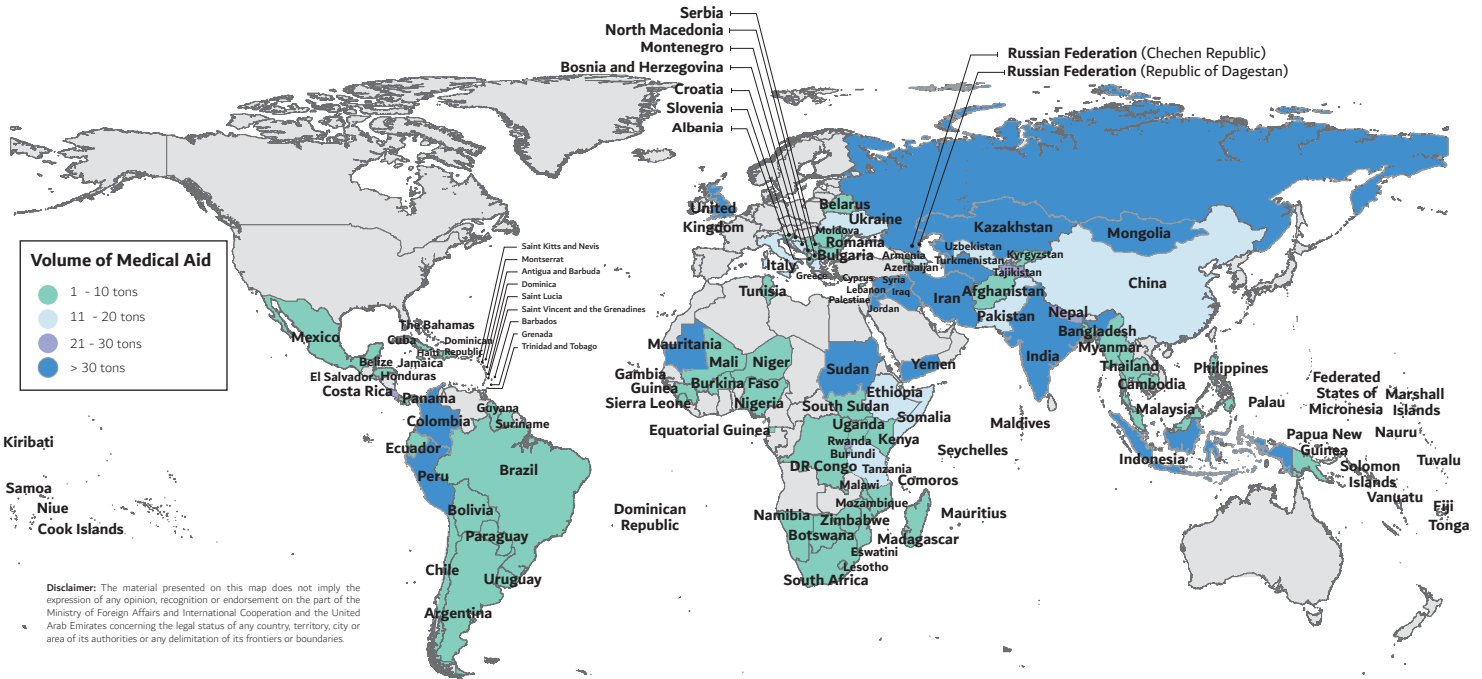 Serbia
North Macedonia
Montenegro
Bosnia and Herzegovina
Croatia
Slovenia
Albania
Russian Federation (Chechen Republic)
Russian Federation (Republic of Dagestan)
United
Kingdom
Belarus
Ukraine
Moldova
Romania
Bulgaria
Italy
Greece
Armenia
Azerbaijan
Kazakhstan
Uzbekistan
Turkmenistan
Kyrgyzstan
Tajikistan
Mongolia
China
Cyprus
Syria
Lebanon
Iraq
Palestine
Jordan
Iran
Afghanistan
Pakistan
Nepal
Bangladesh
Myanmar
India
Thailand
Cambodia
Philippines
Malaysia
Indonesia
Maldives
Palau
Federated
States of
Micronesia
Marshall
Islands
Papua New
Guinea
Nauru
Solomon
Islands
Tuvalu
Vanuatu
Fiji
Tonga
Volume of Medical Aid
1 - 10 tons
11 - 20 tons
21 - 30 tons
> 30 tons
Saint Kitts and Nevis
Montserrat
Antigua and Barbuda
Dominica
Saint Lucia
Saint Vincent and the Grenadines
Barbados
Grenada
Trinidad and Tobago
Mexico
The Bahamas
Cuba
Haiti
Dominican
Republic
Belize
Jamaica
El Salvador
Honduras
Costa Rica
Panama
Guyana
Suriname
Colombia
Ecuador
Peru
Brazil
Bolivia
Paraguay
Chile
Uruguay
Argentina
Kiribati
Samoa
Niue
Cook Islands
Tunisia
Mauritania
Mali
Niger
Gambia
Guinea
Burkina Faso
Sierra Leone
Nigeria
Equatorial Guinea
Sudan
Yemen
Ethiopia
South Sudan
Somalia
Uganda
Kenya
Rwanda
Burundi
DR Congo
Tanzania
Seychelles
Comoros
Malawi
Mozambique
Namibia
Zimbabwe
Botswana
Madagascar
Mauritius
Eswatini
Lesotho
South Africa
Dominican
Republic
Disclaimer: The material presented on this map does not imply the
expression of any opinion, recognition or endorsement on the part of the
Ministry of Foreign Affairs and International Cooperation and the United
Arab Emirates concerning the legal status of any country, territory, city or
area of its authorities or any delimitation of its frontiers or boundaries.